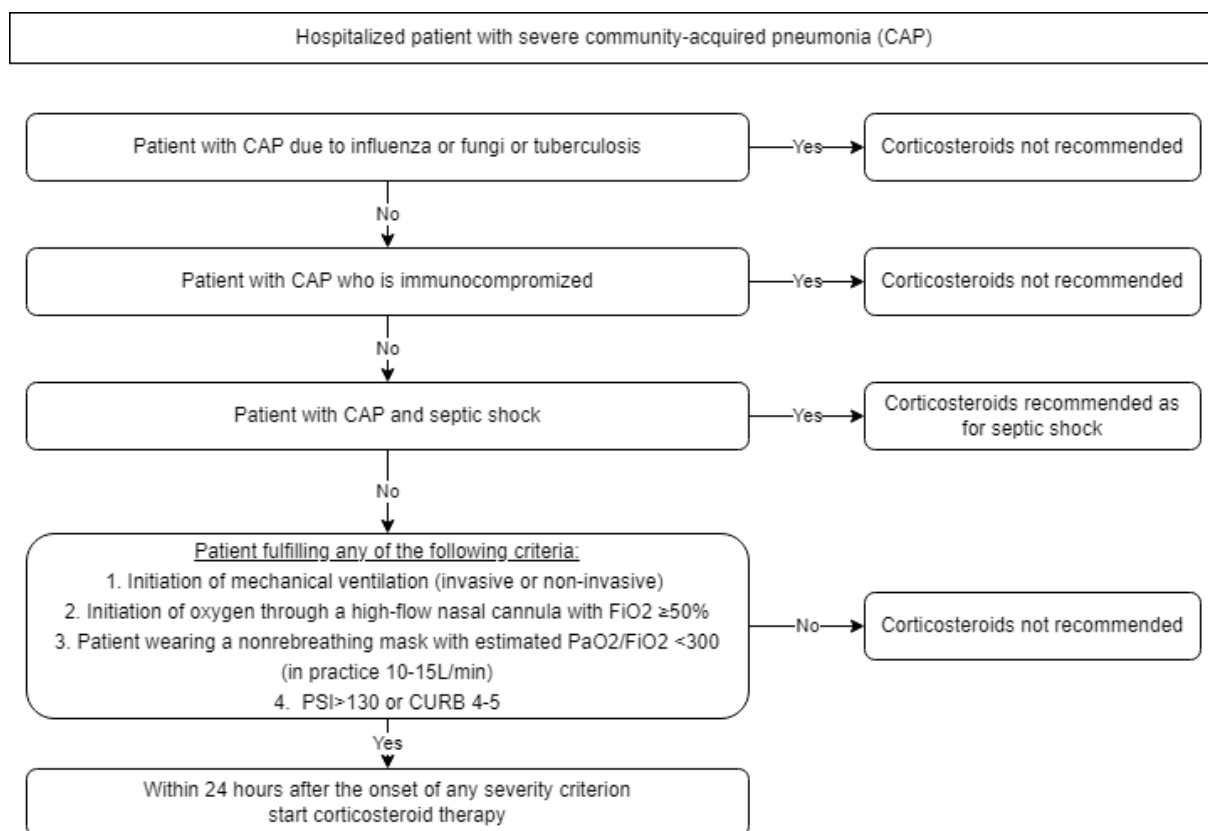 Hospitalized patient with severe community-acquired pneumonia (CAP)
Patient with CAP due to influenza or fungi or tuberculosis
Yes
Corticosteroids not recommended
No
Patient with CAP who is immunocompromized
Yes
Corticosteroids not recommended
No
Patient with CAP and septic shock
Yes
Corticosteroids recommended as
for septic shock
No
Patient fulfilling any of the following criteria:
1. Initiation of mechanical ventilation (invasive or non-invasive)
2. Initiation of oxygen through a high-flow nasal cannula with FiO2 ≥50%
3. Patient wearing a nonrebreathing mask with estimated PaO2/FiO2 <300
(in practice 10-15L/min)
4. PSI>130 or CURB 4-5
No
Corticosteroids not recommended
Yes
Within 24 hours after the onset of any severity criterion
start corticosteroid therapy